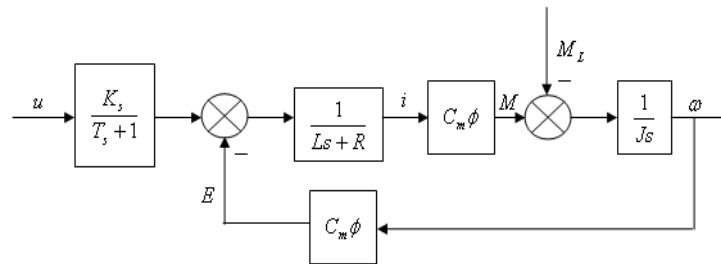 u
K_s
T_s + 1
−
1
Ls + R
i
C_m ϕ
M
M_L
−
1
Js
ω
E
C_m ϕ